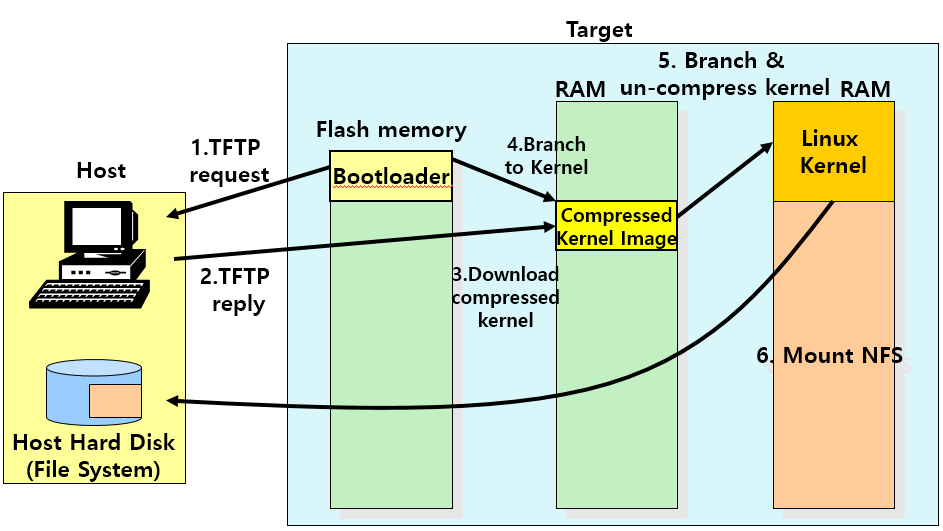 Target
5. Branch &
un-compress kernel
RAM
RAM
Flash memory
1.TFTP
request
4.Branch
to Kernel
Linux
Kernel
Host
Bootloader
Compressed
Kernel Image
2.TFTP
reply
3.Download
compressed
kernel
6. Mount NFS
Host Hard Disk
(File System)